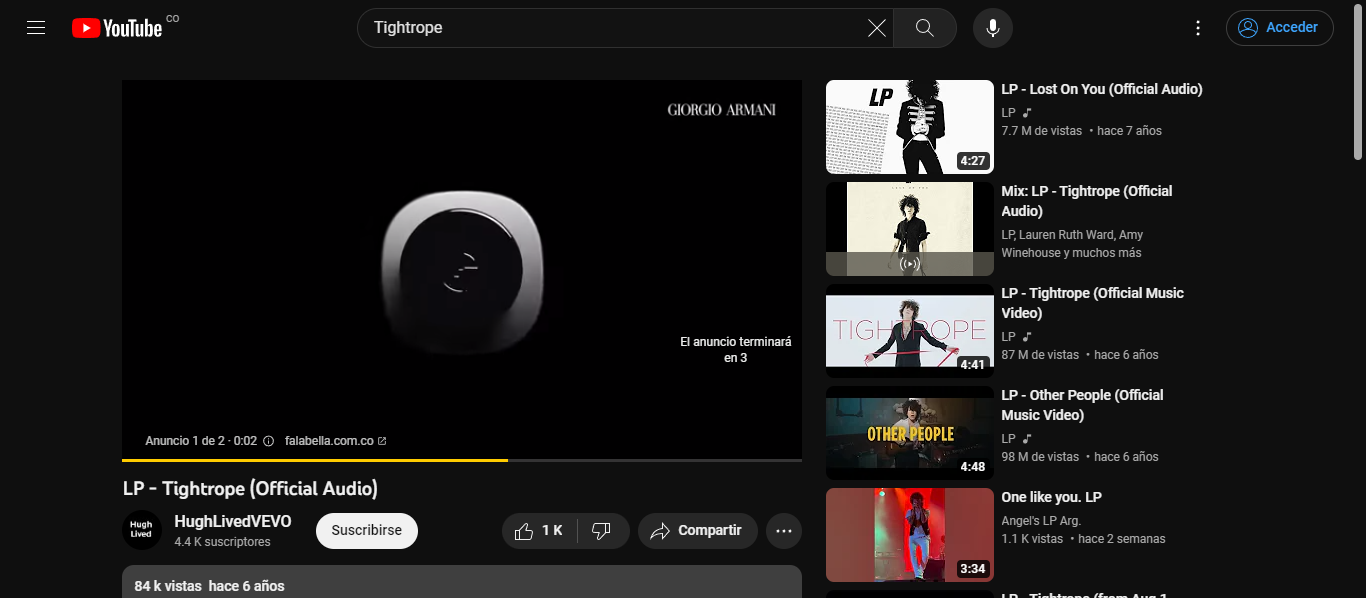 YouTube CO
Tightrope
Acceder
GIORGIO ARMANI
El anuncio terminará
en 3
Anuncio 1 de 2 · 0:02
falabella.com.co
LP - Tightrope (Official Audio)
Hugh
Lived
HughLivedVEVO
4.4 K suscriptores
Suscribirse
1 K
Compartir
84 k vistas hace 6 años
LP
4:27
LP - Lost On You (Official Audio)
LP
7.7 M de vistas • hace 7 años
Mix: LP - Tightrope (Official
Audio)
LP, Lauren Ruth Ward, Amy
Winehouse y muchos más
TIGHTROPE
4:41
LP - Tightrope (Official Music
Video)
LP
87 M de vistas • hace 6 años
OTHER PEOPLE
4:48
LP - Other People (Official
Music Video)
LP
98 M de vistas • hace 6 años
3:34
One like you. LP
Angel's LP Arg.
1.1 K vistas • hace 2 semanas
LP - Tightrope (from Aug 1